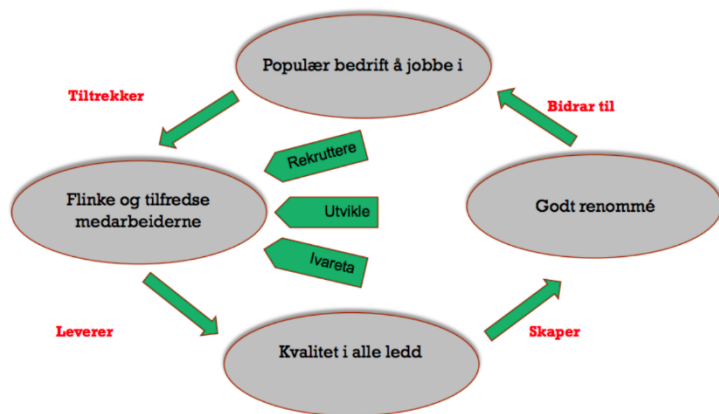 Populær bedrift å jobbe i
Tiltrekker
Bidrar til
Rekruttere
Flinke og tilfredse
medarbeiderne
Utvikle
Godt renommé
Ivareta
Leverer
Skaper
Kvalitet i alle ledd